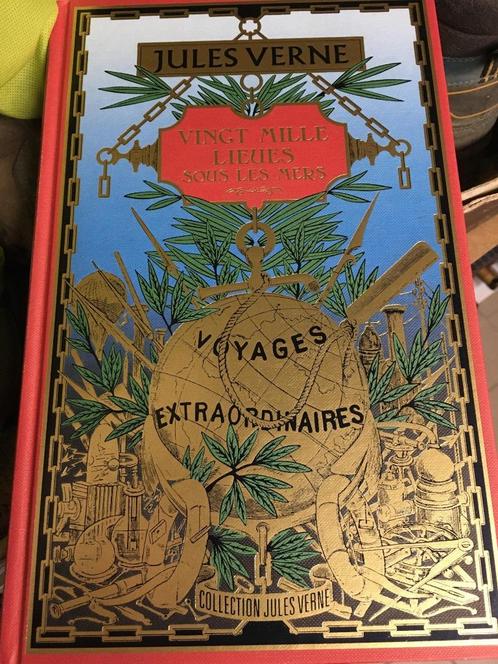 JULES VERNE
VINGT MILLE
LIEUES
SOUS LES MERS
VOYAGES
EXTRAORDINAIRES
COLLECTION JULES VERNE